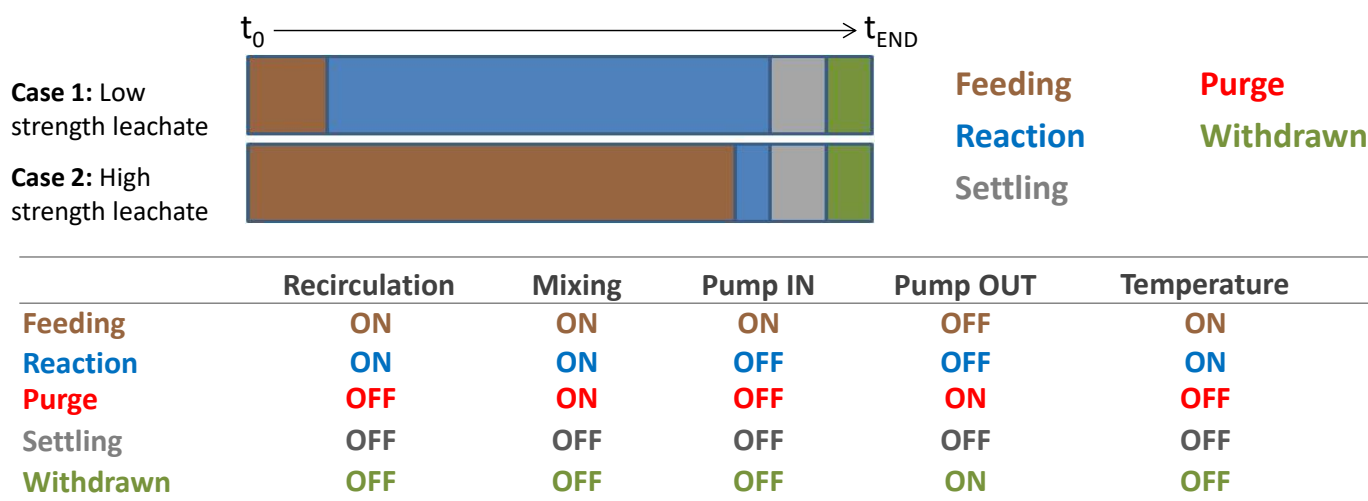 t0 tEND
Case 1: Low
strength leachate
Case 2: High
strength leachate
Feeding Purge
Reaction Withdrawn
Settling
Recirculation Mixing Pump IN Pump OUT Temperature
Feeding ON ON ON OFF ON
Reaction ON ON OFF OFF ON
Purge OFF ON OFF ON OFF
Settling OFF OFF OFF OFF OFF
Withdrawn OFF OFF OFF ON OFF